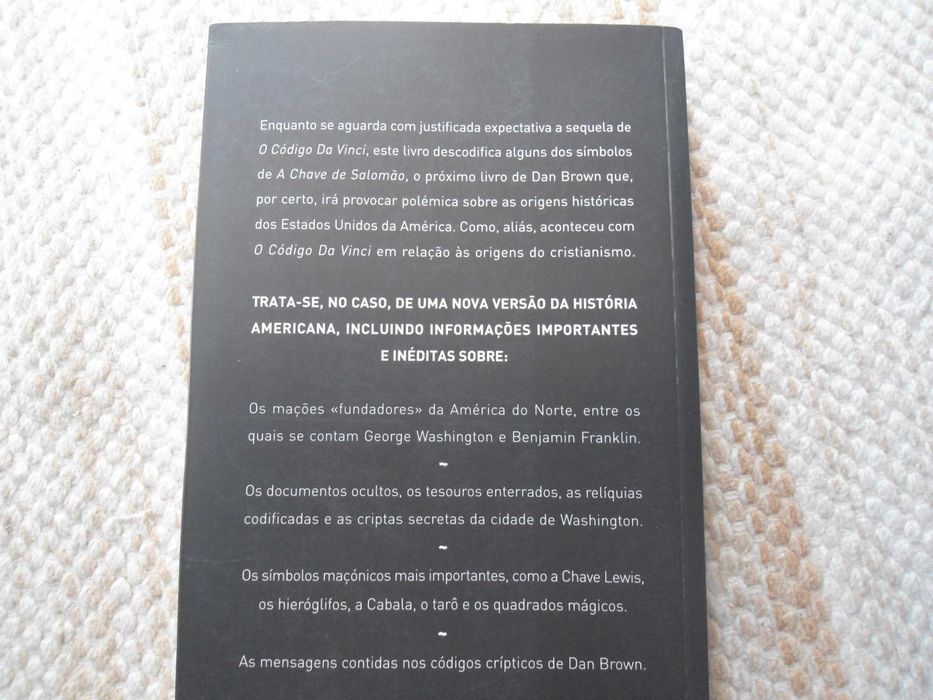 Enquanto se aguarda com justificada expectativa a sequela de
O Código Da Vinci, este livro descodifica alguns dos símbolos
de A Chave de Salomão, o próximo livro de Dan Brown que,
por certo, irá provocar polémica sobre as origens históricas
dos Estados Unidos da América. Como, aliás, aconteceu com
O Código Da Vinci em relação às origens do cristianismo.
TRATA-SE, NO CASO, DE UMA NOVA VERSÃO DA HISTÓRIA
AMERICANA, INCLUINDO INFORMAÇÕES IMPORTANTES
E INÉDITAS SOBRE:
Os mações «fundadores» da América do Norte, entre os
quais se contam George Washington e Benjamin Franklin.
~
Os documentos ocultos, os tesouros enterrados, as relíquias
codificadas e as criptas secretas da cidade de Washington.
~
Os símbolos maçónicos mais importantes, como a Chave Lewis,
os hieróglifos, a Cabala, o tarô e os quadrados mágicos.
~
As mensagens contidas nos códigos crípticos de Dan Brown.